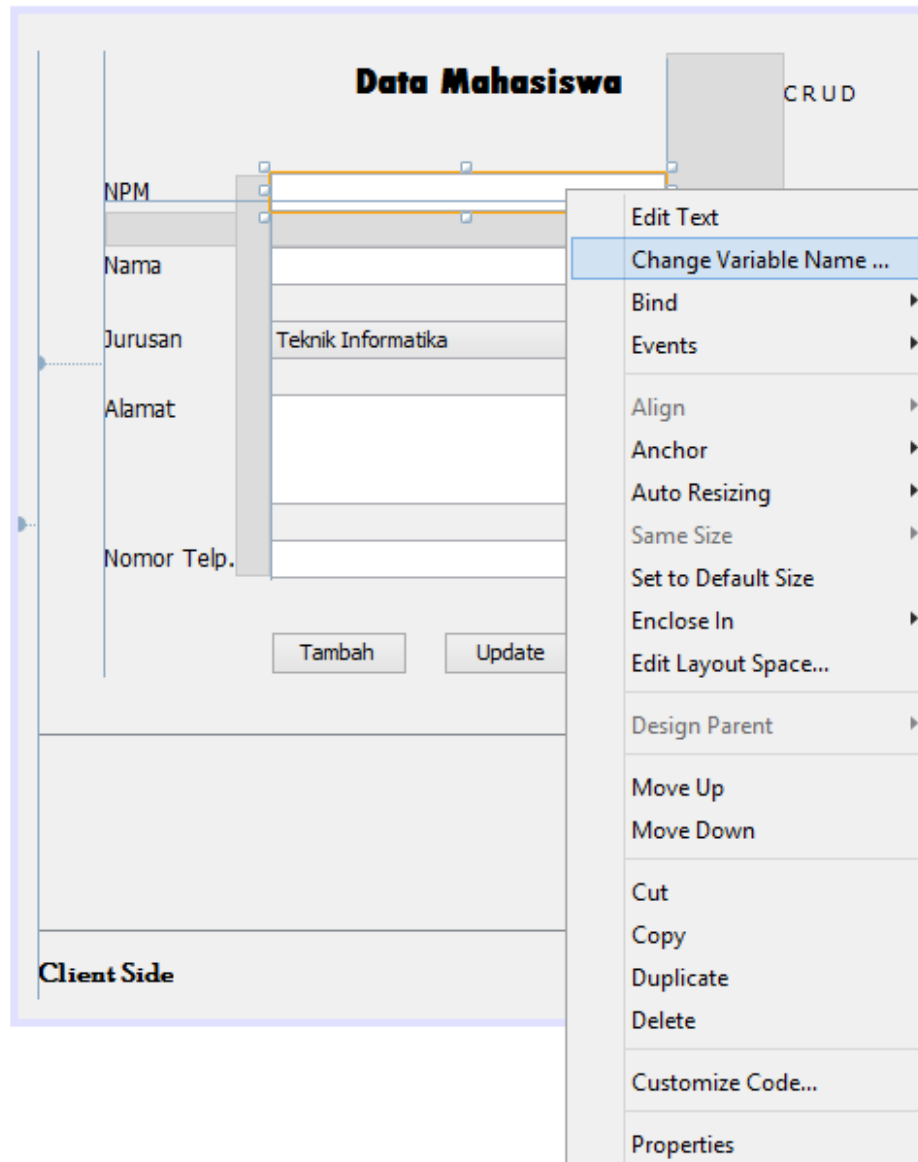 Data Mahasiswa
CRUD
NPM
Nama
Jurusan
Teknik Informatika
Alamat
Nomor Telp.
Tambah
Update
Client Side
Edit Text
Change Variable Name ...
Bind
Events
Align
Anchor
Auto Resizing
Same Size
Set to Default Size
Enclose In
Edit Layout Space...
Design Parent
Move Up
Move Down
Cut
Copy
Duplicate
Delete
Customize Code...
Properties